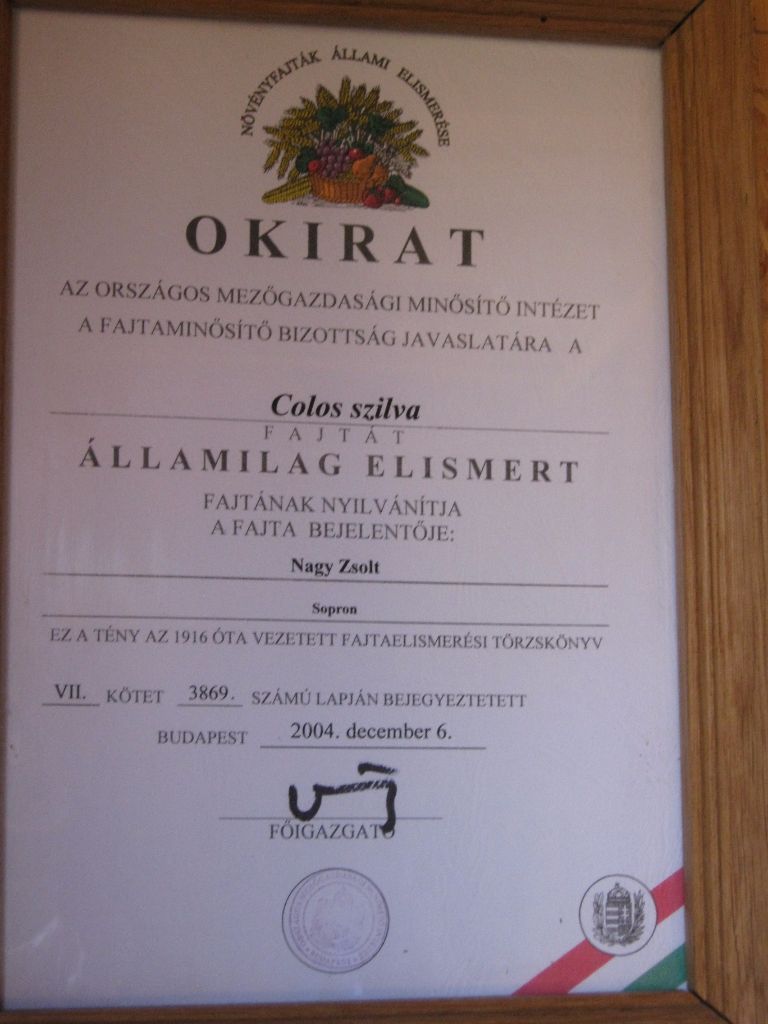 NÖVÉNYFAJTÁK ÁLLAMI ELISMERÉSE
OKIRAT
AZ ORSZÁGOS MEZŐGAZDASÁGI MINŐSÍTŐ INTÉZET
A FAJTAMINŐSÍTŐ BIZOTTSÁG JAVASLATÁRA A
Colos szilva
FAJTÁT
ÁLLAMILAG ELISMERT
FAJTÁNAK NYILVÁNÍTJA
A FAJTA BEJELENTŐJE:
Nagy Zsolt
Sopron
EZ A TÉNY AZ 1916 ÓTA VEZETETT FAJTAELISMERÉSI TÖRZSKÖNYV
VII. KÖTET 3869. SZÁMÚ LAPJÁN BEJEGYEZTETETT
BUDAPEST 2004. december 6.
FŐIGAZGATÓ